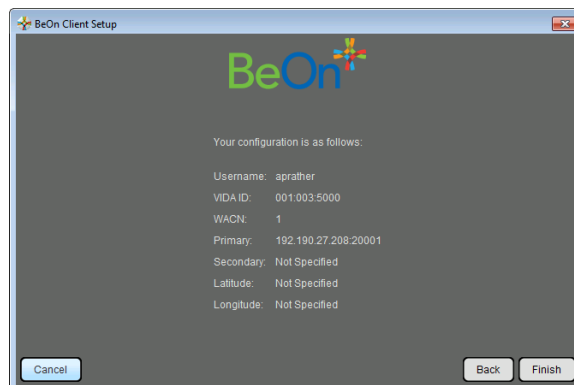 BeOn Client Setup
BeOn
Your configuration is as follows:
Username: aprather
VIDA ID: 001:003:5000
WACN: 1
Primary: 192.190.27.208:20001
Secondary: Not Specified
Latitude: Not Specified
Longitude: Not Specified
Cancel Back Finish